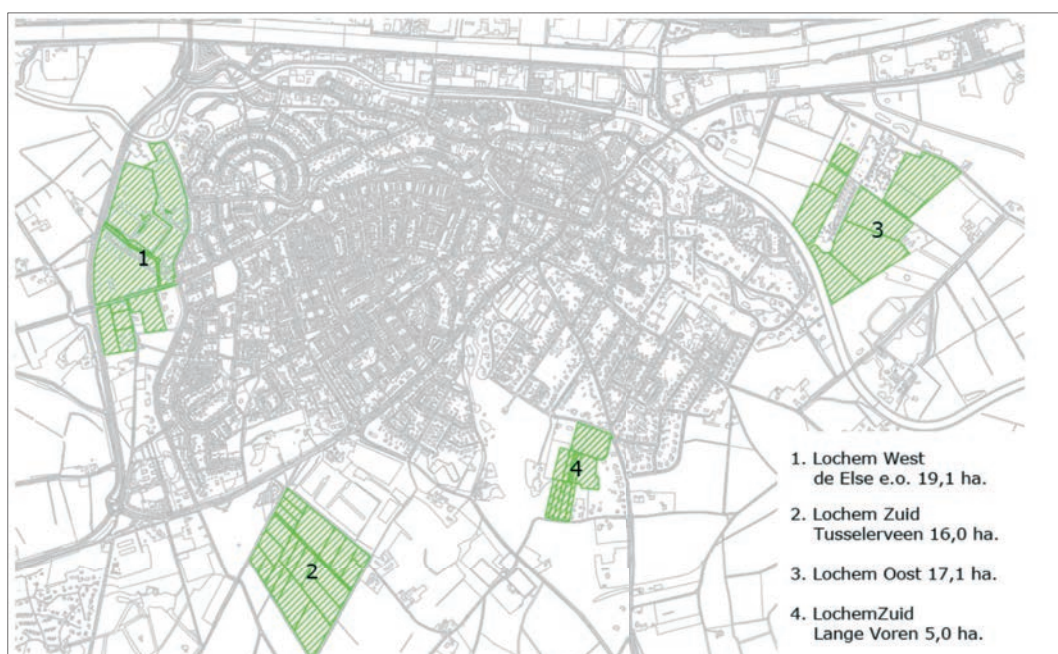 1
2
3
4
1. Lochem West
de Else e.o. 19,1 ha.
2. Lochem Zuid
Tusselerveen 16,0 ha.
3. Lochem Oost 17,1 ha.
4. LochemZuid
Lange Voren 5,0 ha.